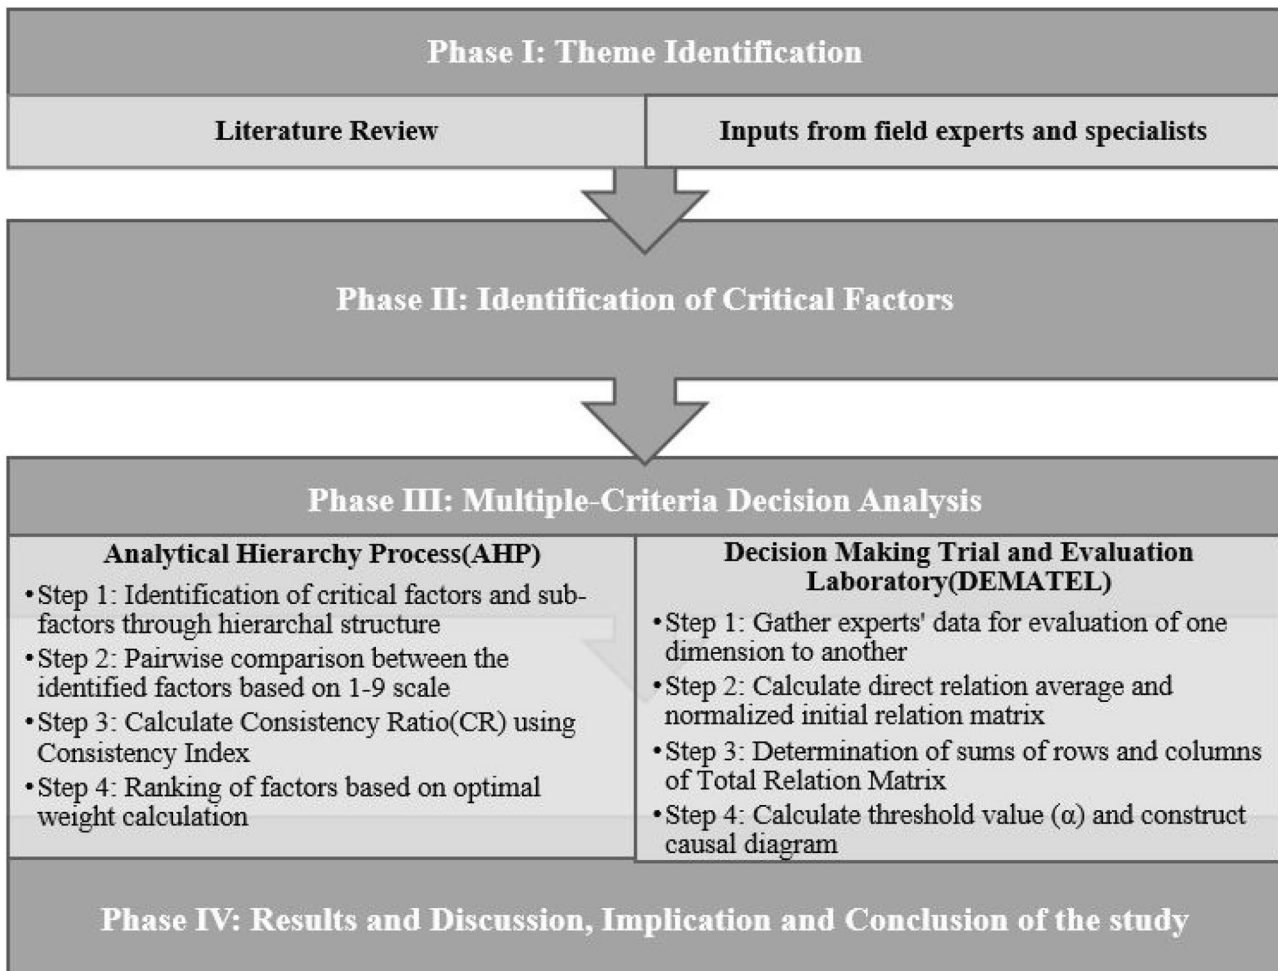 Phase I: Theme Identification
Literature Review
Inputs from field experts and specialists
Phase II: Identification of Critical Factors
Phase III: Multiple-Criteria Decision Analysis
Analytical Hierarchy Process(AHP)
•Step 1: Identification of critical factors and sub-
factors through hierarchal structure
•Step 2: Pairwise comparison between the
identified factors based on 1-9 scale
•Step 3: Calculate Consistency Ratio(CR) using
Consistency Index
•Step 4: Ranking of factors based on optimal
weight calculation
Decision Making Trial and Evaluation
Laboratory(DEMATEL)
•Step 1: Gather experts' data for evaluation of one
dimension to another
•Step 2: Calculate direct relation average and
normalized initial relation matrix
•Step 3: Determination of sums of rows and columns
of Total Relation Matrix
•Step 4: Calculate threshold value (α) and construct
causal diagram
Phase IV: Results and Discussion, Implication and Conclusion of the study